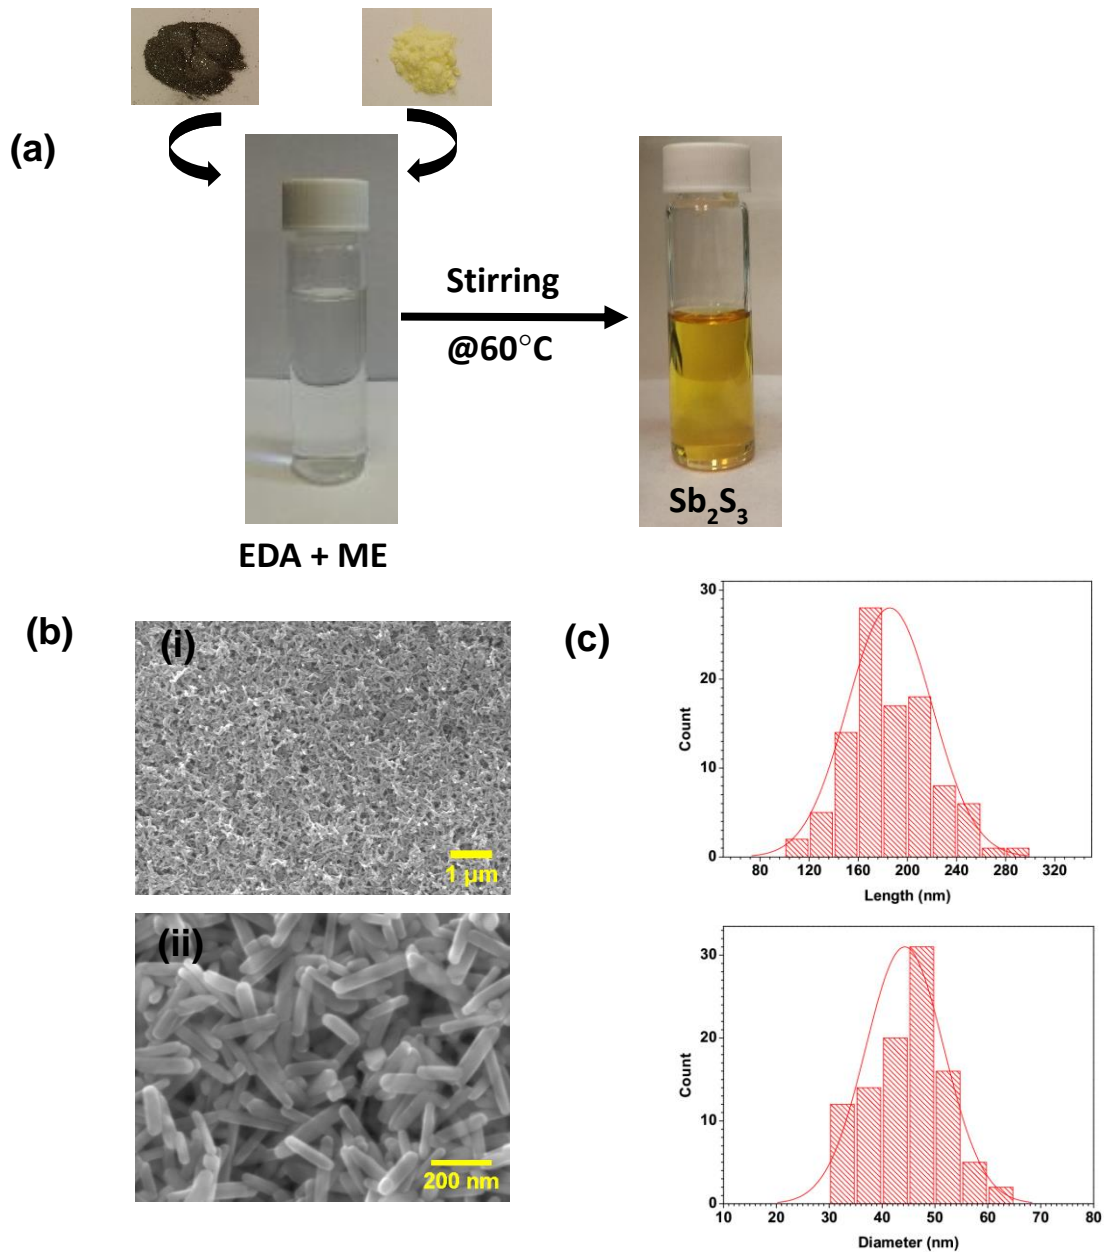 (a)
Stirring
@60°C
Sb₂S₃
EDA + ME
(b)
(i)
1 µm
(ii)
200 nm
(c)
30
20
10
0
Count
80
120
160
200
240
280
320
Length (nm)
30
20
10
0
Count
10
20
30
40
50
60
70
80
Diameter (nm)